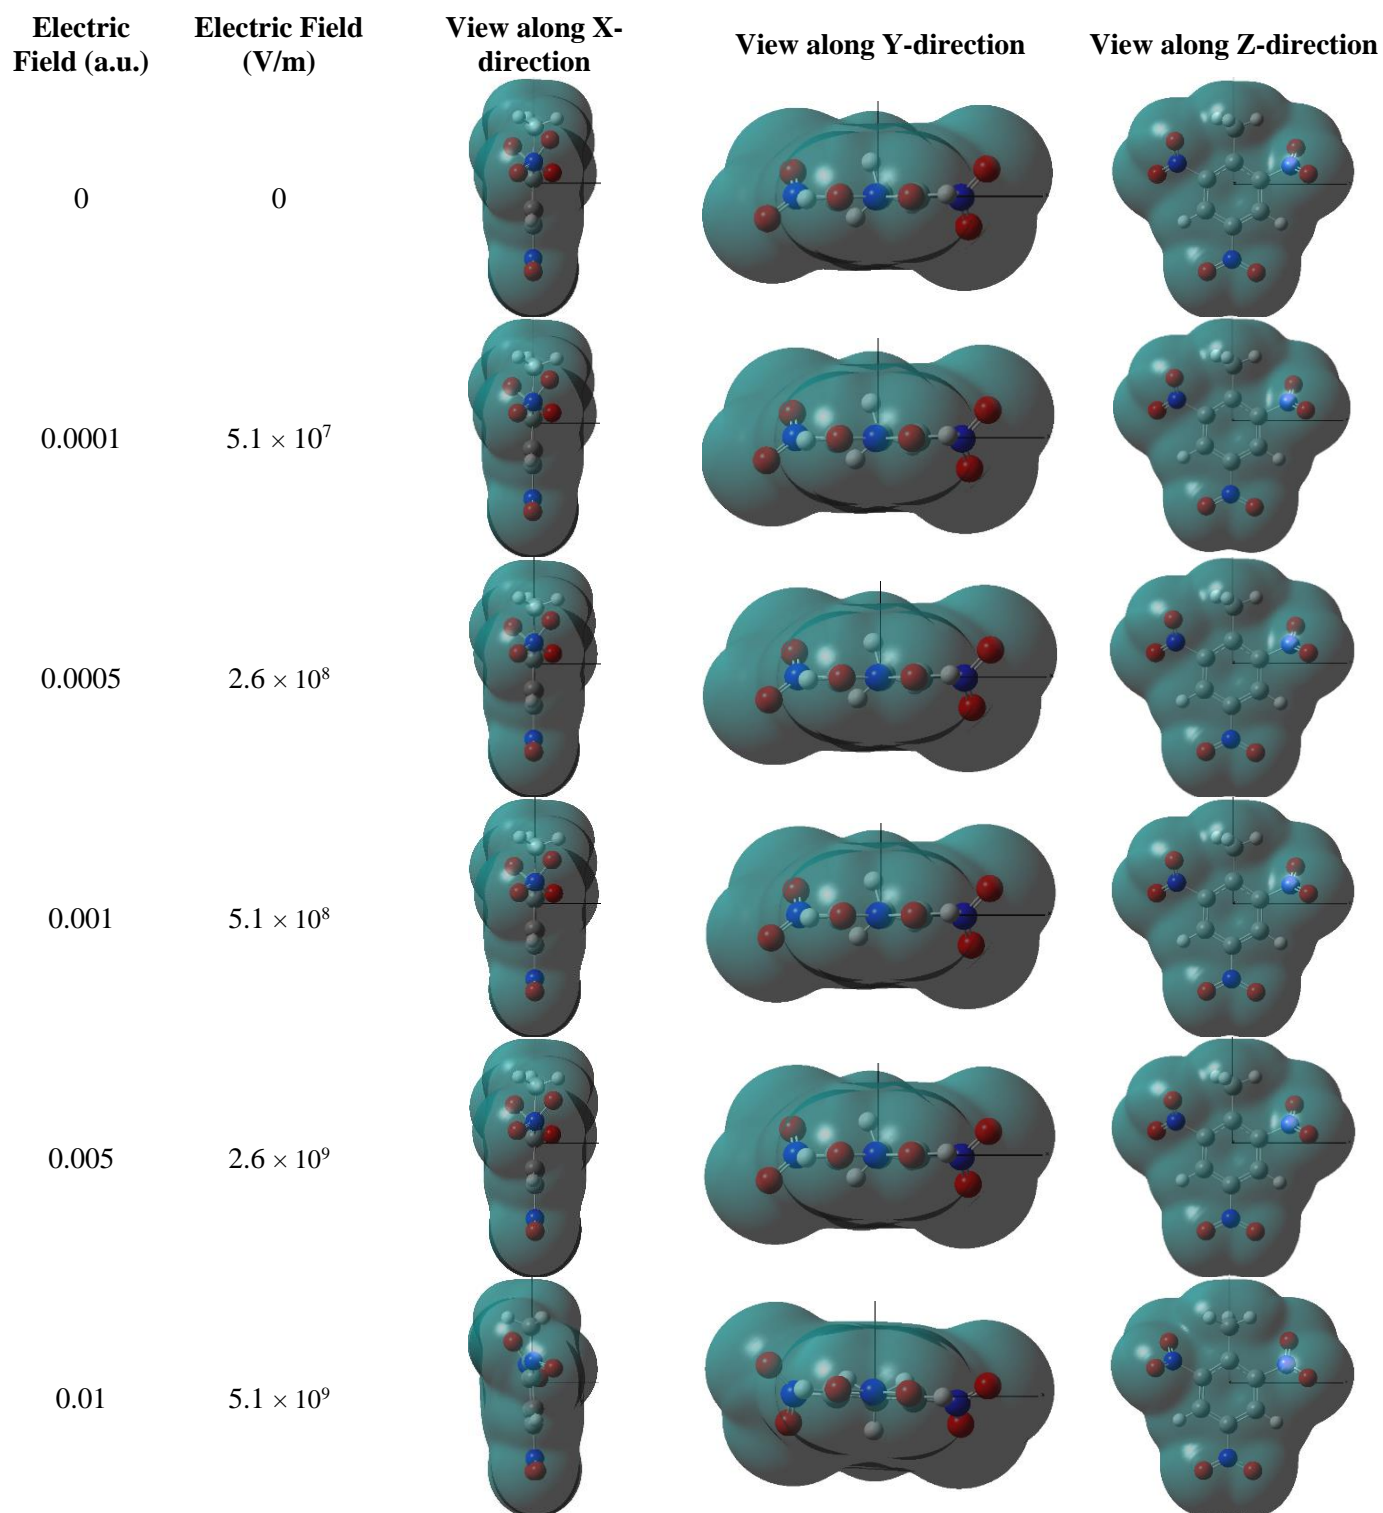 Electric Field (a.u.) Electric Field (V/m) View along X-direction View along Y-direction View along Z-direction
0 0
0.0001 5.1 × 10⁷
0.0005 2.6 × 10⁸
0.001 5.1 × 10⁸
0.005 2.6 × 10⁹
0.01 5.1 × 10⁹